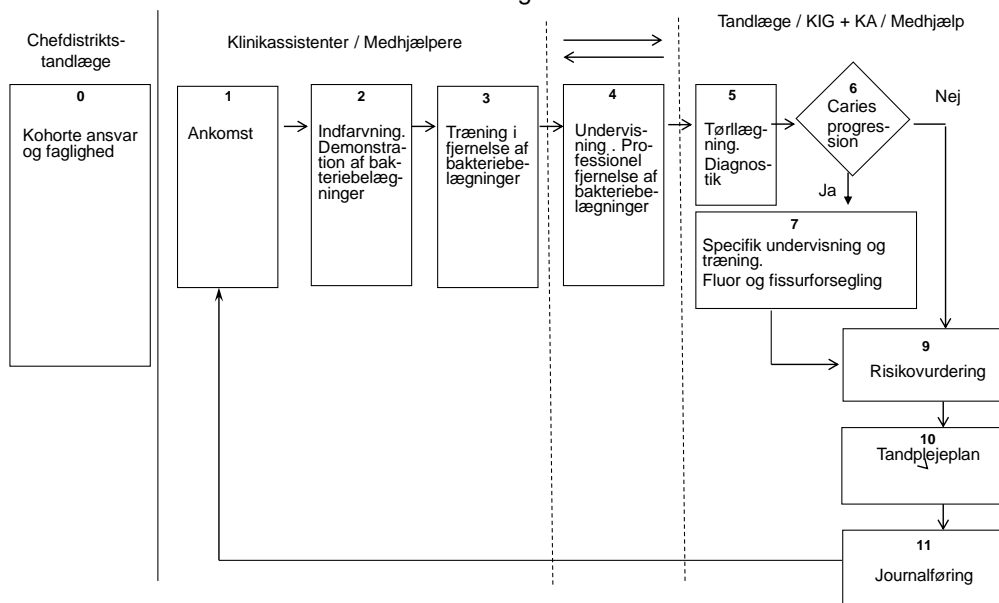 Chefdistrikts-
tandlæge
Klinikassistenter / Medhjælpere
Tandlæge / KIG + KA / Medhjælp
0
Kohorte ansvar
og faglighed
1
Ankomst
2
Indfarvning.
Demonstra-
tion af bak-
teriebelæg-
ninger
3
Træning i
fjernelse af
bakteriebe-
lægninger
4
Undervis-
ning . Pro-
fessionel
fjernelse af
bakteriebe-
lægninger
5
Tørllæg-
ning.
Diagnos-
tik
6
Caries
progres-
sion
Nej
Ja
7
Specifik undervisning og
træning.
Fluor og fissurforsegling
9
Risikovurdering
10
Tandplejeplan
11
Journalføring